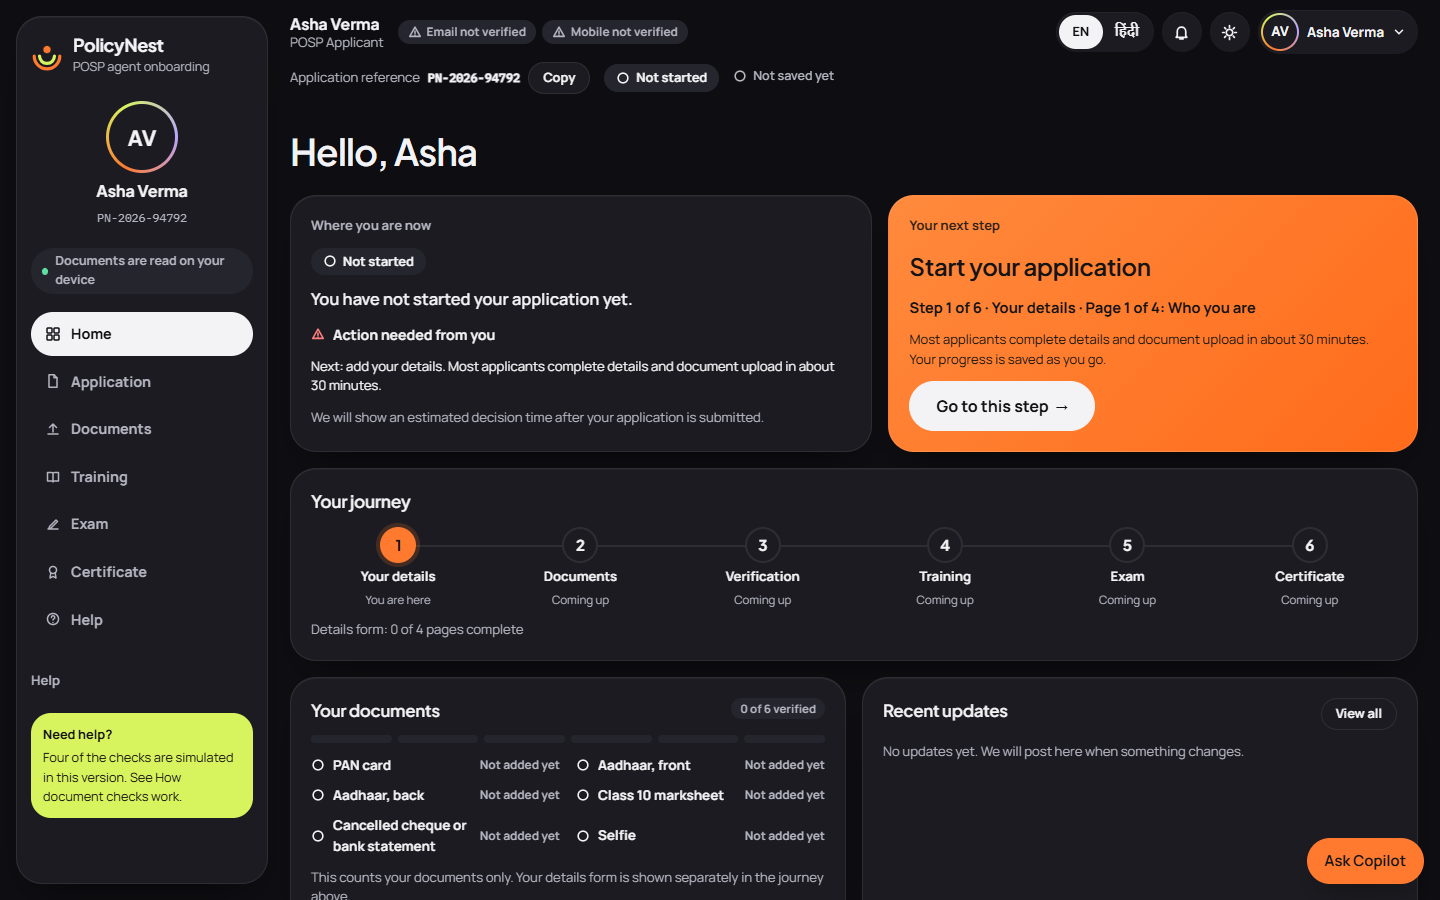 PolicyNest
POSP agent onboarding
AV
Asha Verma
PN-2026-94792
Documents are read on your
device
Home
Application
Documents
Training
Exam
Certificate
Help
Help
Need help?
Four of the checks are simulated
in this version. See How
document checks work.
Asha Verma
POSP Applicant
Email not verified
Mobile not verified
EN
हिंदी
AV
Asha Verma
Application reference PN-2026-94792
Copy
Not started
Not saved yet
Hello, Asha
Where you are now
Not started
You have not started your application yet.
Action needed from you
Next: add your details. Most applicants complete details and document upload in about
30 minutes.
We will show an estimated decision time after your application is submitted.
Your next step
Start your application
Step 1 of 6 · Your details · Page 1 of 4: Who you are
Most applicants complete details and document upload in about 30 minutes.
Your progress is saved as you go.
Go to this step →
Your journey
1
2
3
4
5
6
Your details
Documents
Verification
Training
Exam
Certificate
You are here
Coming up
Coming up
Coming up
Coming up
Coming up
Details form: 0 of 4 pages complete
Your documents
0 of 6 verified
PAN card
Not added yet
Aadhaar, front
Not added yet
Aadhaar, back
Not added yet
Class 10 marksheet
Not added yet
Cancelled cheque or
bank statement
Not added yet
Selfie
Not added yet
This counts your documents only. Your details form is shown separately in the journey
above
Recent updates
View all
No updates yet. We will post here when something changes.
Ask Copilot